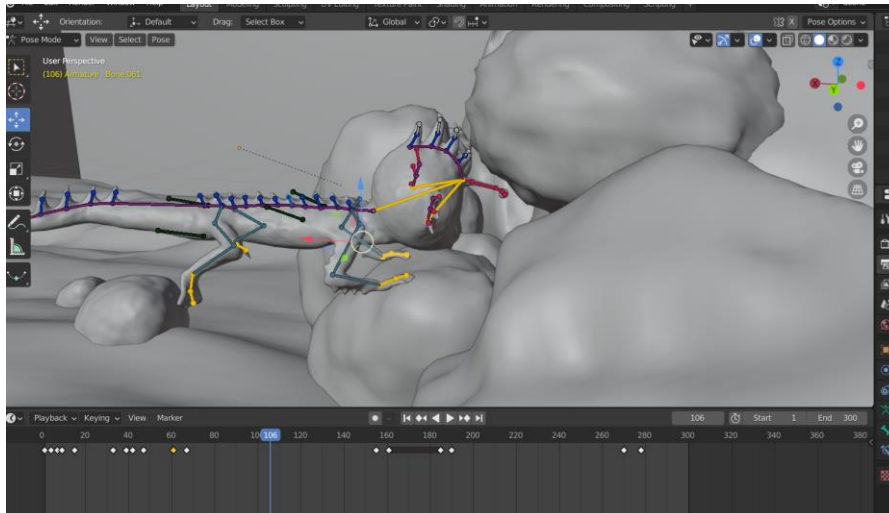 Layout Modeling Sculpting UV Editing Texture Paint Shading Animation Rendering Compositing Scripting +
Orientation: Default Drag: Select Box Global Pose Options
Pose Mode View Select Pose
User Perspective
(106) Armature : Bone.061
Z
X
Y
Playback Keying View Marker 106 Start 1 End 300
0 20 40 60 80 100 106 120 140 160 180 200 220 240 260 280 300 320 340 360 380